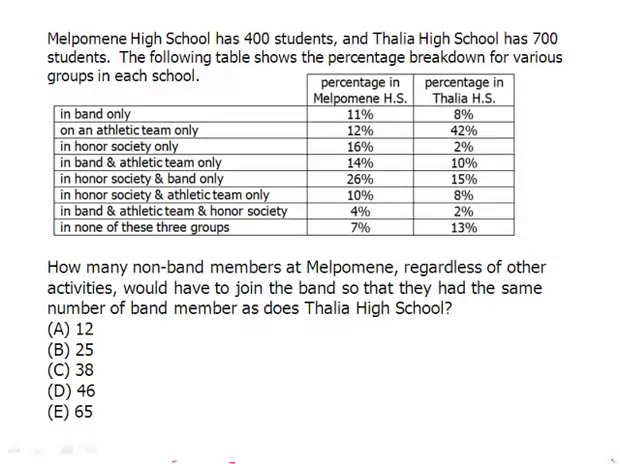 Melpomene High School has 400 students, and Thalia High School has 700
students.  The following table shows the percentage breakdown for various
groups in each school.
percentage in Melpomene H.S. percentage in Thalia H.S.
in band only 11% 8%
on an athletic team only 12% 42%
in honor society only 16% 2%
in band & athletic team only 14% 10%
in honor society & band only 26% 15%
in honor society & athletic team only 10% 8%
in band & athletic team & honor society 4% 2%
in none of these three groups 7% 13%
How many non-band members at Melpomene, regardless of other
activities, would have to join the band so that they had the same
number of band member as does Thalia High School?
(A) 12
(B) 25
(C) 38
(D) 46
(E) 65